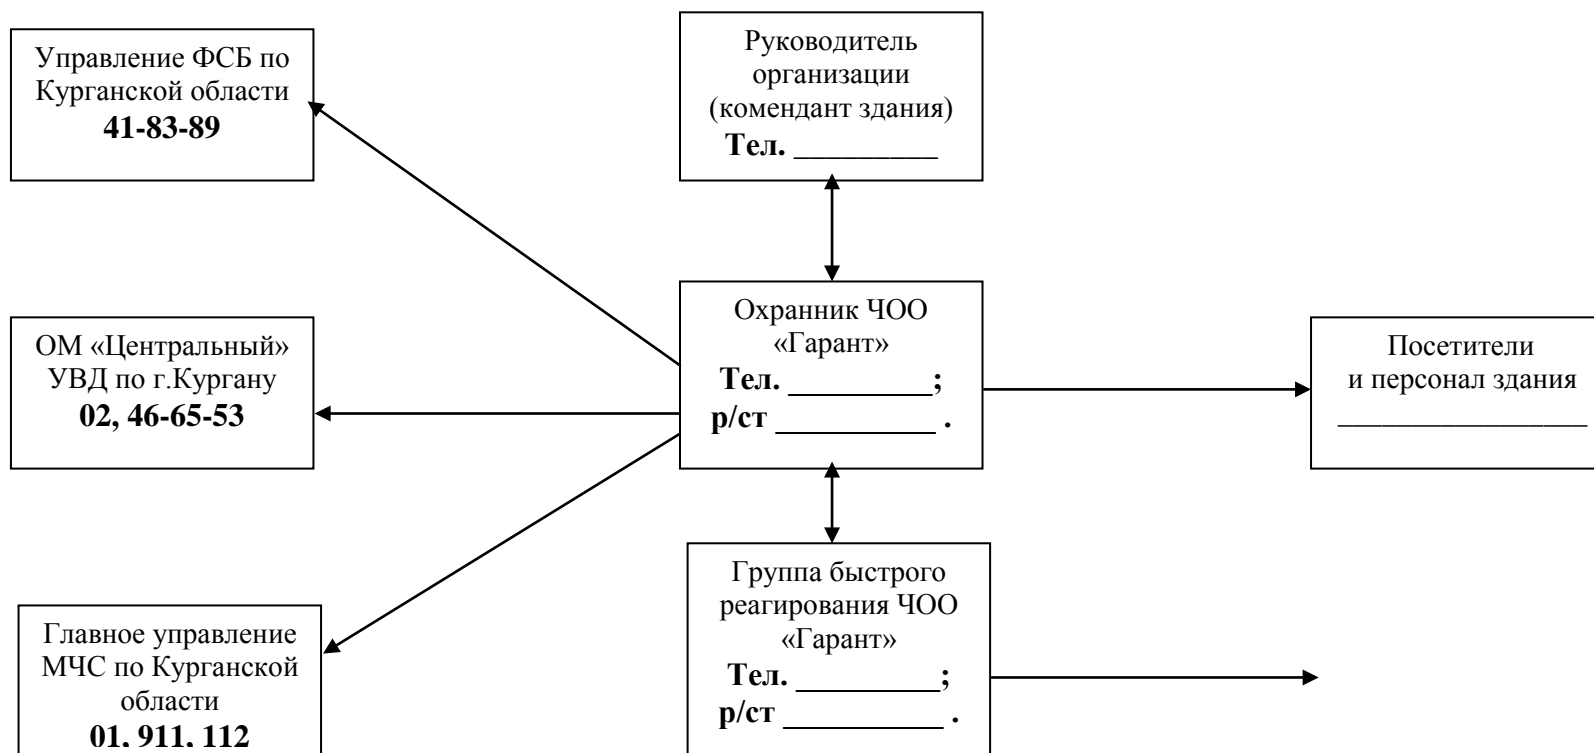 Управление ФСБ по
Курганской области
41-83-89
Руководитель
организации
(комендант здания)
Тел. _________
ОМ «Центральный»
УВД по г.Кургану
02, 46-65-53
Охранник ЧОО
«Гарант»
Тел. _________;
р/ст __________ .
Посетители
и персонал здания
_________________
Главное управление
МЧС по Курганской
области
01, 911, 112
Группа быстрого
реагирования ЧОО
«Гарант»
Тел. _________;
р/ст __________ .